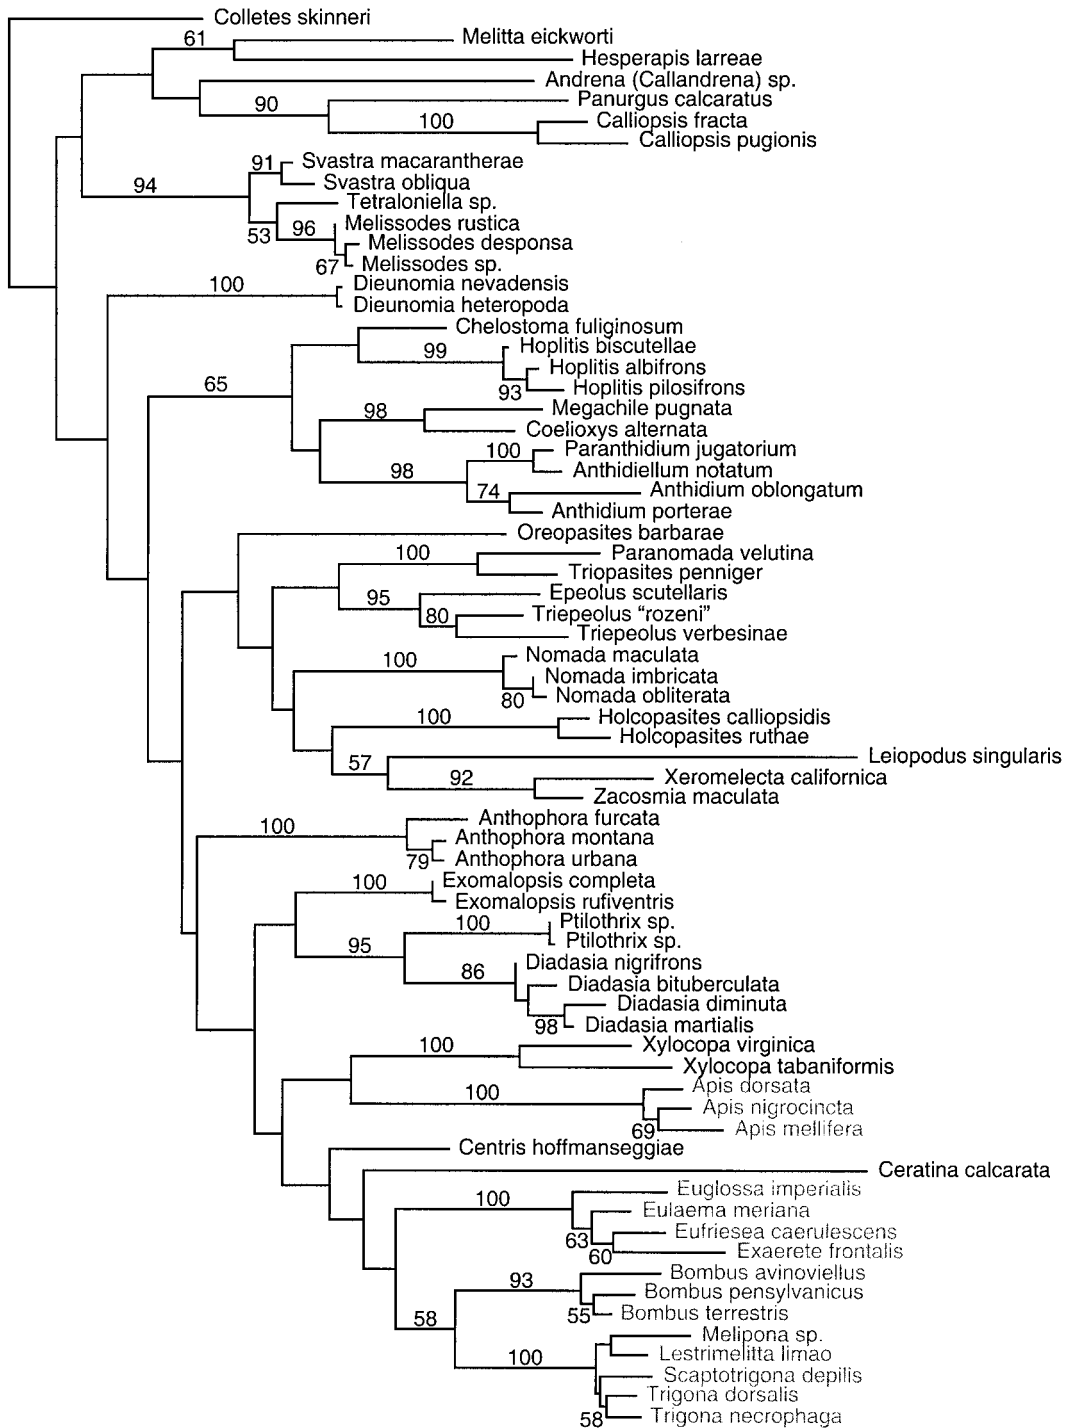 Colletes skinneri
61
Melitta eickworti
Hesperapis larreae
Andrena (Callandrena) sp.
90
Panurgus calcaratus
100
Calliopsis fracta
Calliopsis pugionis
91
Svastra macarantherae
94
Svastra obliqua
Tetraloniella sp.
53
96
Melissodes rustica
Melissodes desponsa
67
Melissodes sp.
100
Dieunomia nevadensis
Dieunomia heteropoda
Chelostoma fuliginosum
99
Hoplitis biscutellae
Hoplitis albifrons
65
93
Hoplitis pilosifrons
98
Megachile pugnata
Coelioxys alternata
100
Paranthidium jugatorium
98
Anthidiellum notatum
74
Anthidium oblongatum
Anthidium porterae
Oreopasites barbarae
100
Paranomada velutina
Triopasites penniger
95
Epeolus scutellaris
80
Triepeolus “rozeni”
Triepeolus verbesinae
100
Nomada maculata
Nomada imbricata
80
Nomada obliterata
100
Holcopasites calliopsidis
Holcopasites ruthae
57
Leiopodus singularis
92
Xeromelecta californica
Zacosmia maculata
100
Anthophora furcata
Anthophora montana
79
Anthophora urbana
100
Exomalopsis completa
Exomalopsis rufiventris
100
Ptilothrix sp.
95
Ptilothrix sp.
86
Diadasia nigrifrons
Diadasia bituberculata
Diadasia diminuta
98
Diadasia martialis
100
Xylocopa virginica
Xylocopa tabaniformis
100
Apis dorsata
Apis nigrocincta
69
Apis mellifera
Centris hoffmanseggiae
Ceratina calcarata
100
Euglossa imperialis
Eulaema meriana
63
Eufriesea caerulescens
60
Exaerete frontalis
93
Bombus avinoviellus
Bombus pensylvanicus
58
55
Bombus terrestris
Melipona sp.
100
Lestrimelitta limao
Scaptotrigona depilis
Trigona dorsalis
58
Trigona necrophaga